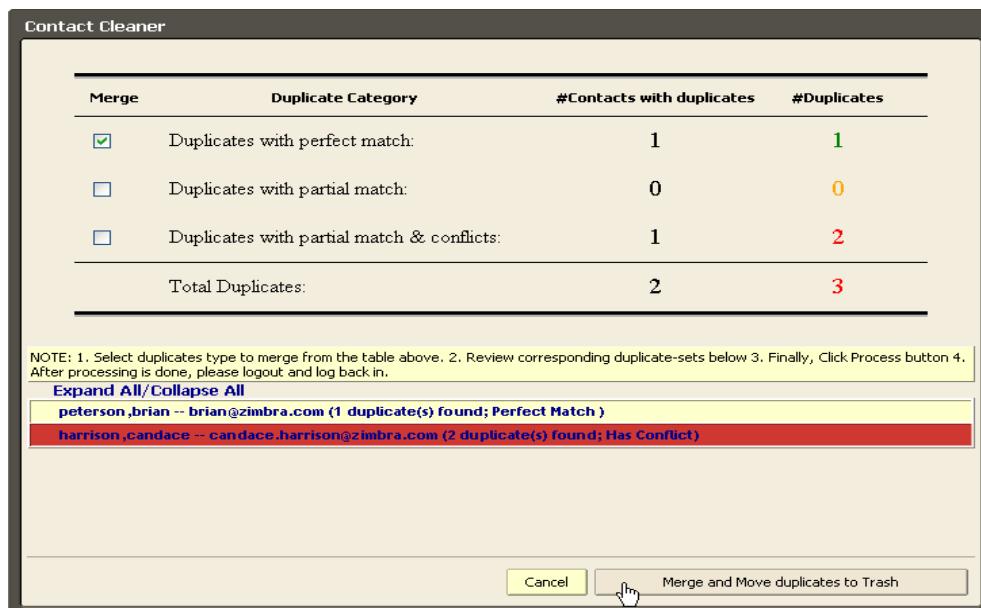 Contact Cleaner
Merge Duplicate Category #Contacts with duplicates #Duplicates
Duplicates with perfect match: 1 1
Duplicates with partial match: 0 0
Duplicates with partial match & conflicts: 1 2
Total Duplicates: 2 3
NOTE: 1. Select duplicates type to merge from the table above. 2. Review corresponding duplicate-sets below 3. Finally, Click Process button 4.
After processing is done, please logout and log back in.
Expand All/Collapse All
peterson ,brian -- brian@zimbra.com (1 duplicate(s) found; Perfect Match )
harrison ,candace -- candace.harrison@zimbra.com (2 duplicate(s) found; Has Conflict)
Cancel Merge and Move duplicates to Trash